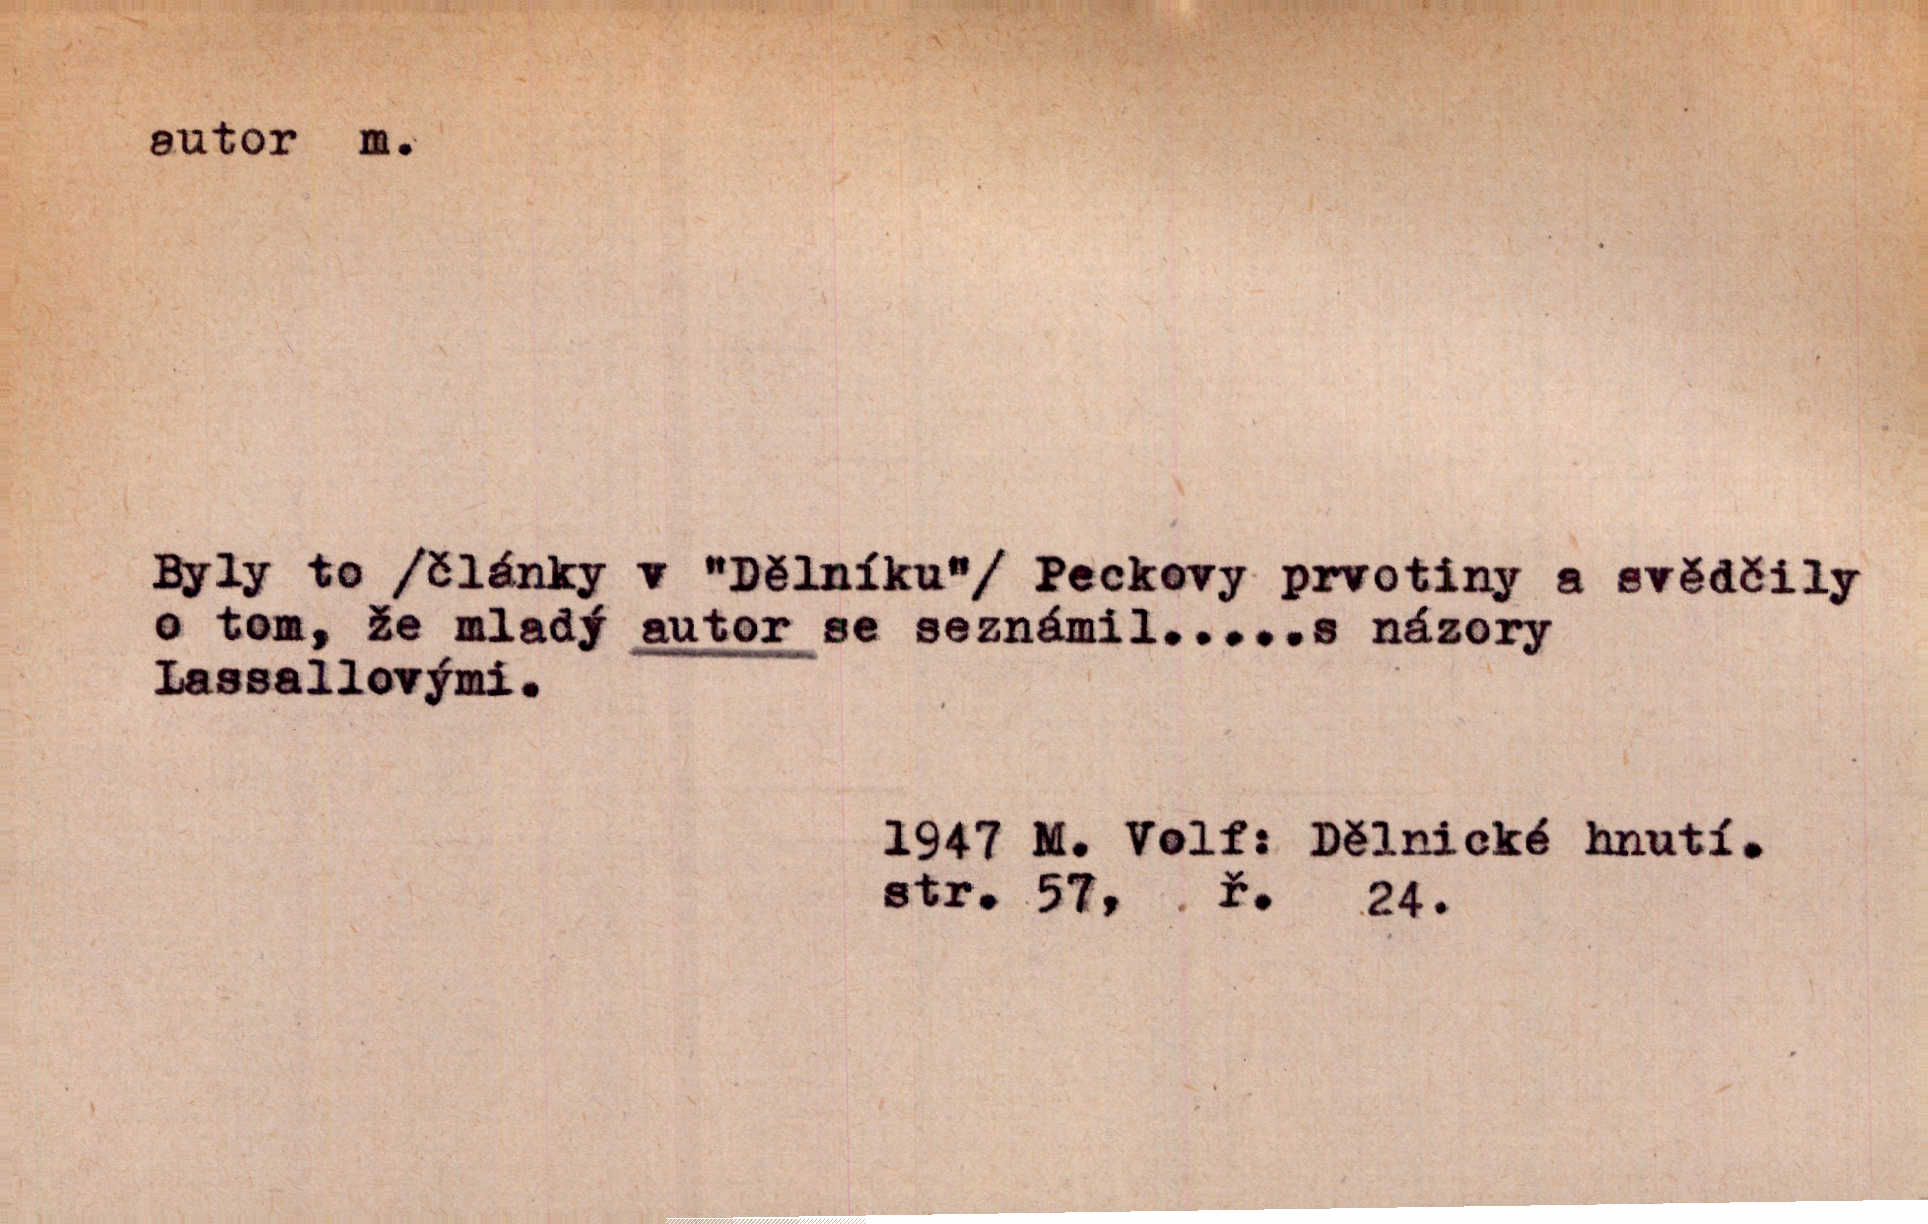 autor m.
Byly to /články v "Dělníku"/ Peckovy prvotiny a svědčily
o tom, že mladý autor se seznámil.....s názory
Lassallovými.
1947 M. Volf: Dělnické hnutí.
str. 57, ř. 24.